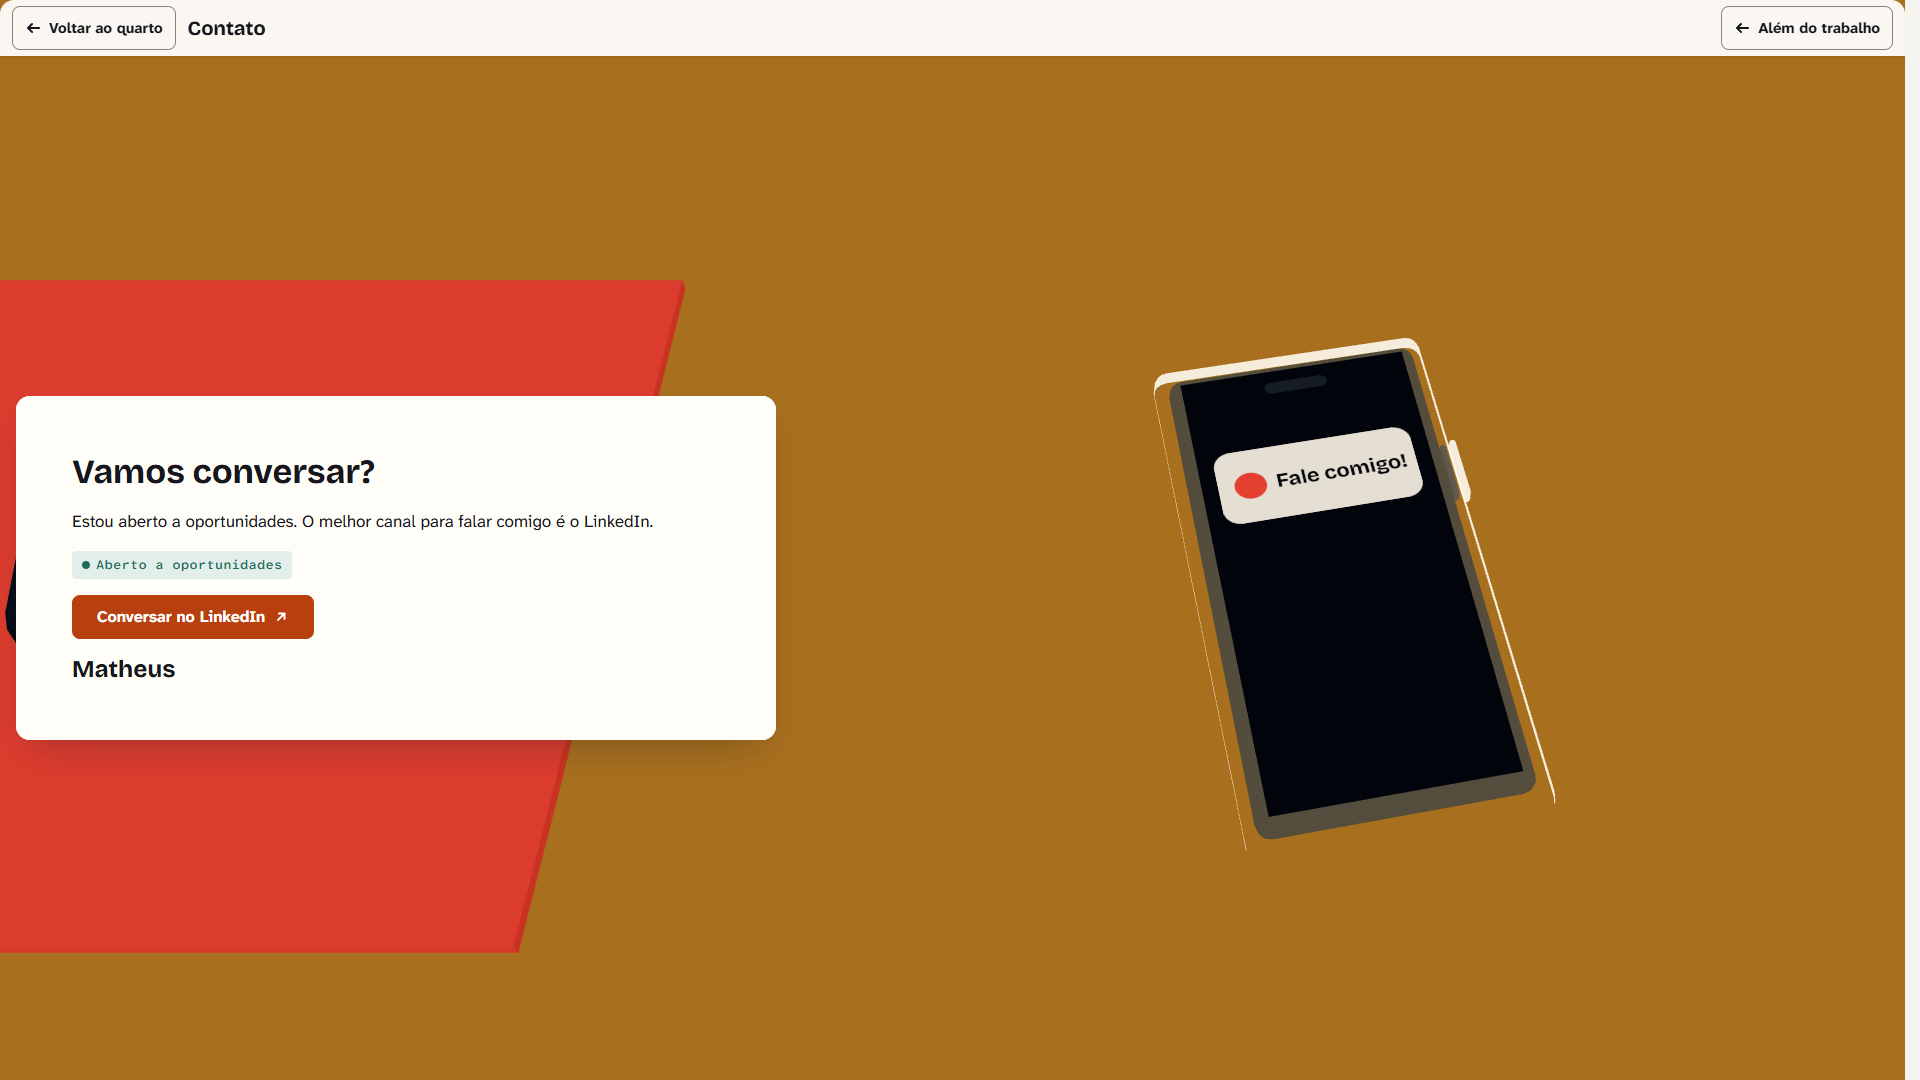 Voltar ao quarto
Contato
Além do trabalho
Vamos conversar?
Estou aberto a oportunidades. O melhor canal para falar comigo é o LinkedIn.
Aberto a oportunidades
Conversar no LinkedIn
Matheus
Fale comigo!